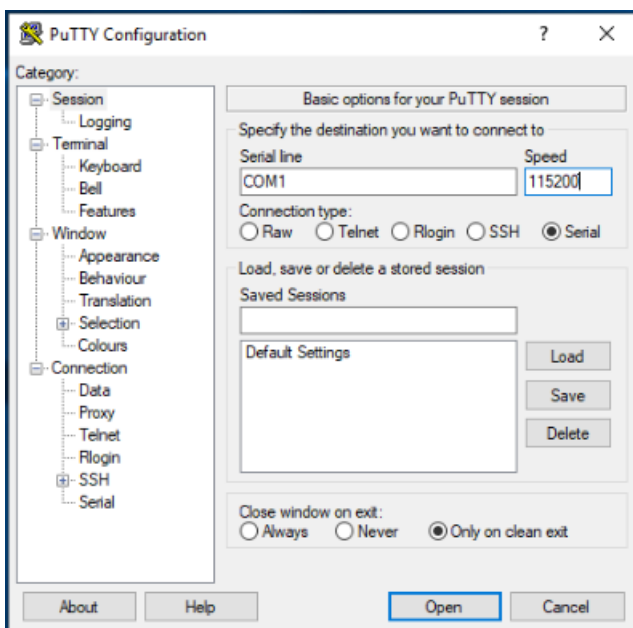 PuTTY Configuration
?
Category:
Session
Logging
Terminal
Keyboard
Bell
Features
Window
Appearance
Behaviour
Translation
Selection
Colours
Connection
Data
Proxy
Telnet
Rlogin
SSH
Serial
Basic options for your PuTTY session
Specify the destination you want to connect to
Serial line Speed
COM1 115200
Connection type:
Raw Telnet Rlogin SSH Serial
Load, save or delete a stored session
Saved Sessions
Default Settings
Load
Save
Delete
Close window on exit:
Always Never Only on clean exit
About Help Open Cancel